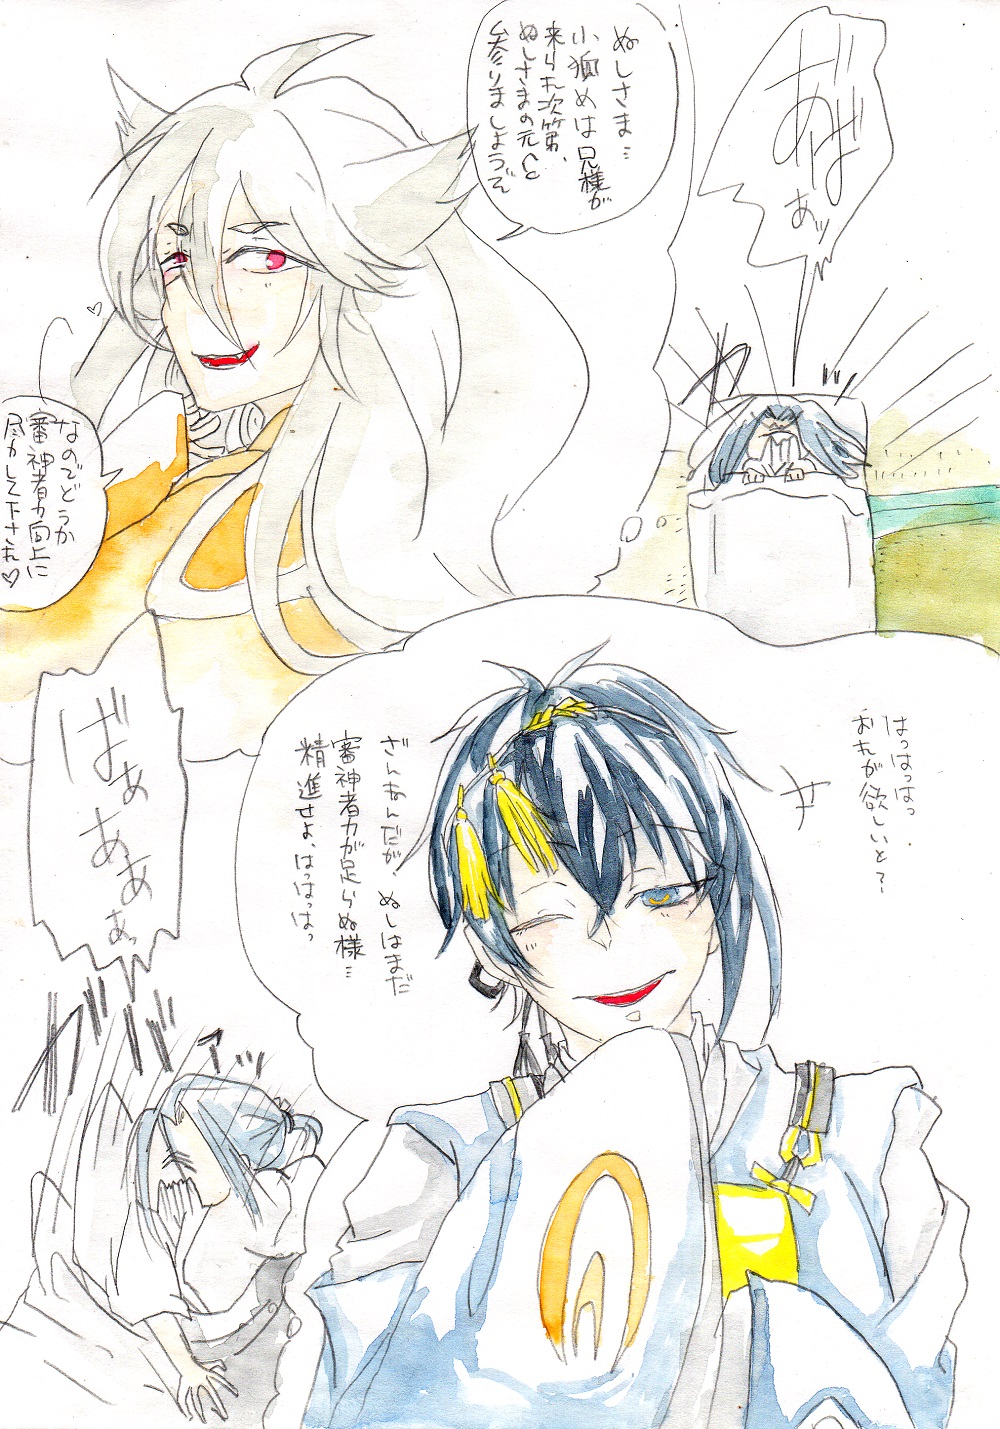 あばぁッ
ぬしさま…
小狐めは兄様が
来られ次第、
ぬしさまの元へと
参りましょうぞ
なのでどうか
審神者力向上に
尽力して下され♡
はっはっはっ
おれが欲しいと?
ざんねんだが、ぬしはまだ
審神者力が足らぬ様…
精進せよ、はっはっはっ
ばぁああぁっ